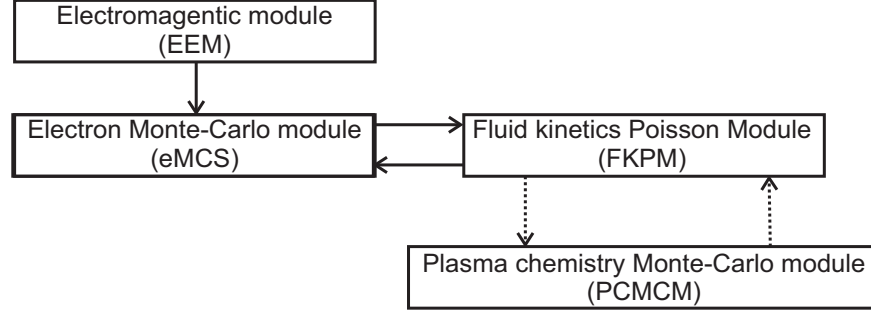 Electromagentic module
(EEM)
Electron Monte-Carlo module
(eMCS)
Fluid kinetics Poisson Module
(FKPM)
Plasma chemistry Monte-Carlo module
(PCMCM)